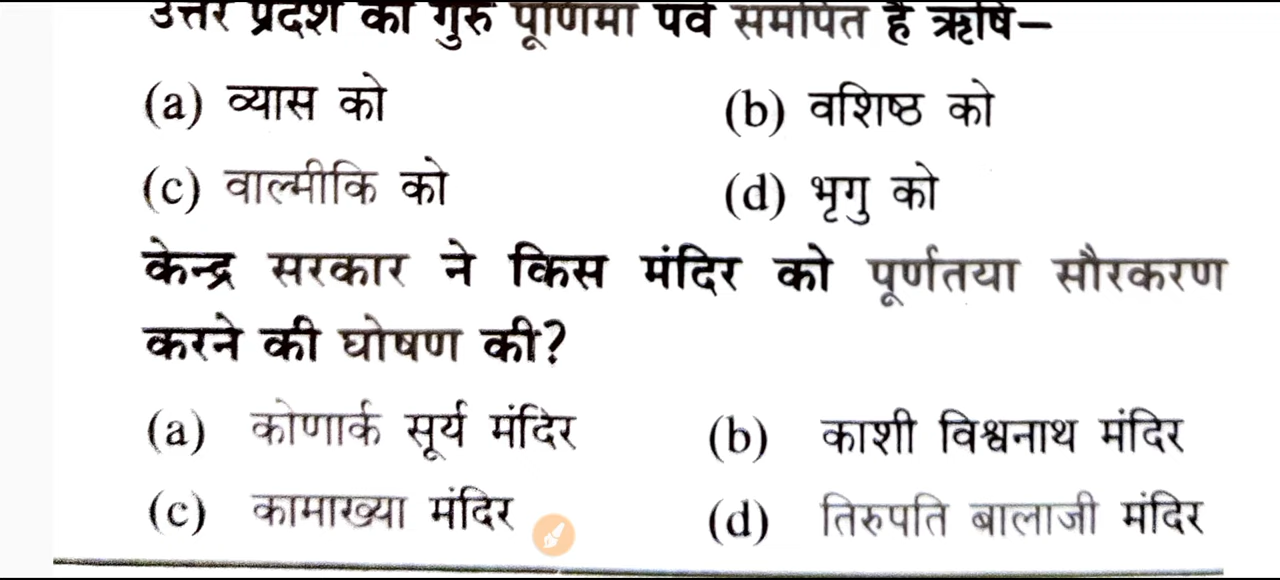 उत्तर प्रदेश का गुरु पूर्णिमा पर्व समर्पित है ऋषि–
(a) व्यास को (b) वशिष्ठ को
(c) वाल्मीकि को (d) भृगु को
केन्द्र सरकार ने किस मंदिर को पूर्णतया सौरकरण
करने की घोषण की?
(a) कोणार्क सूर्य मंदिर (b) काशी विश्वनाथ मंदिर
(c) कामाख्या मंदिर (d) तिरुपति बालाजी मंदिर